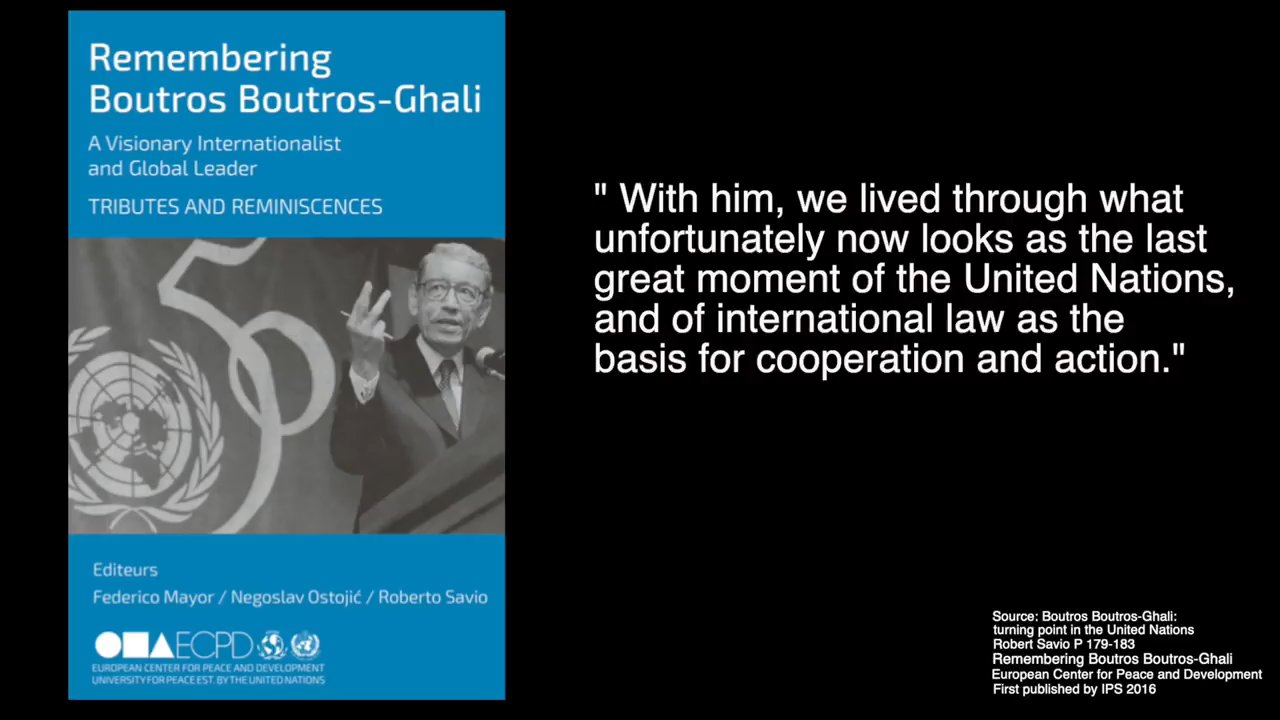 Remembering
Boutros Boutros-Ghali
A Visionary Internationalist
and Global Leader
TRIBUTES AND REMINISCENCES
50
Editeurs
Federico Mayor / Negoslav Ostojić / Roberto Savio
ECPD
EUROPEAN CENTER FOR PEACE AND DEVELOPMENT
UNIVERSITY FOR PEACE EST. BY THE UNITED NATIONS
" With him, we lived through what
unfortunately now looks as the last
great moment of the United Nations,
and of international law as the
basis for cooperation and action."
Source: Boutros Boutros-Ghali:
turning point in the United Nations
Robert Savio P 179-183
Remembering Boutros Boutros-Ghali
European Center for Peace and Development
First published by IPS 2016